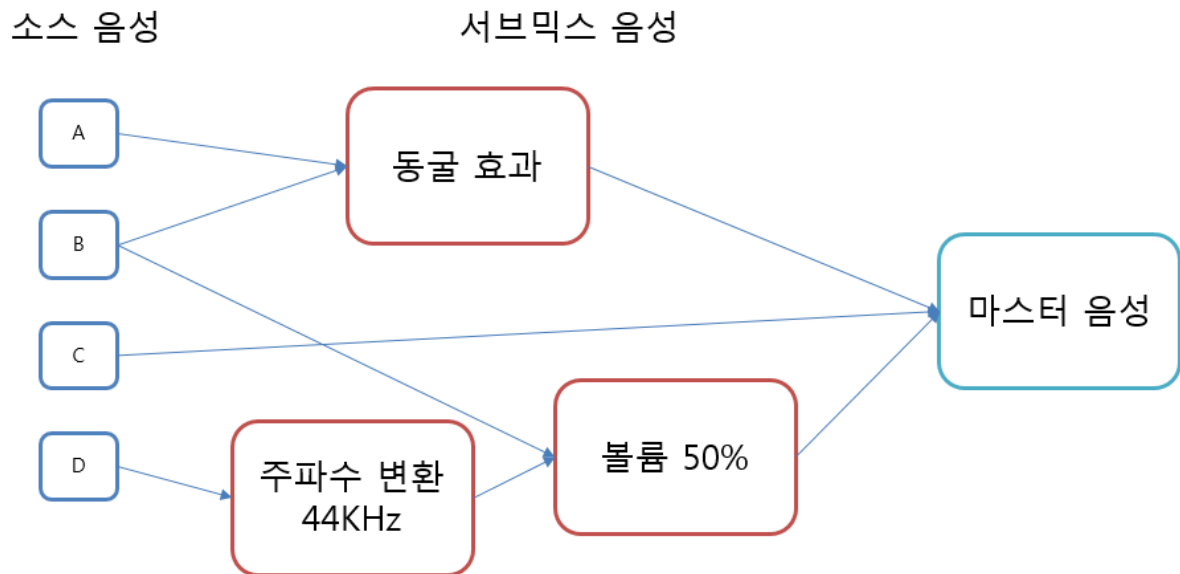 소스 음성
서브믹스 음성
A
동굴 효과
B
마스터 음성
C
볼륨 50%
D
주파수 변환
44KHz